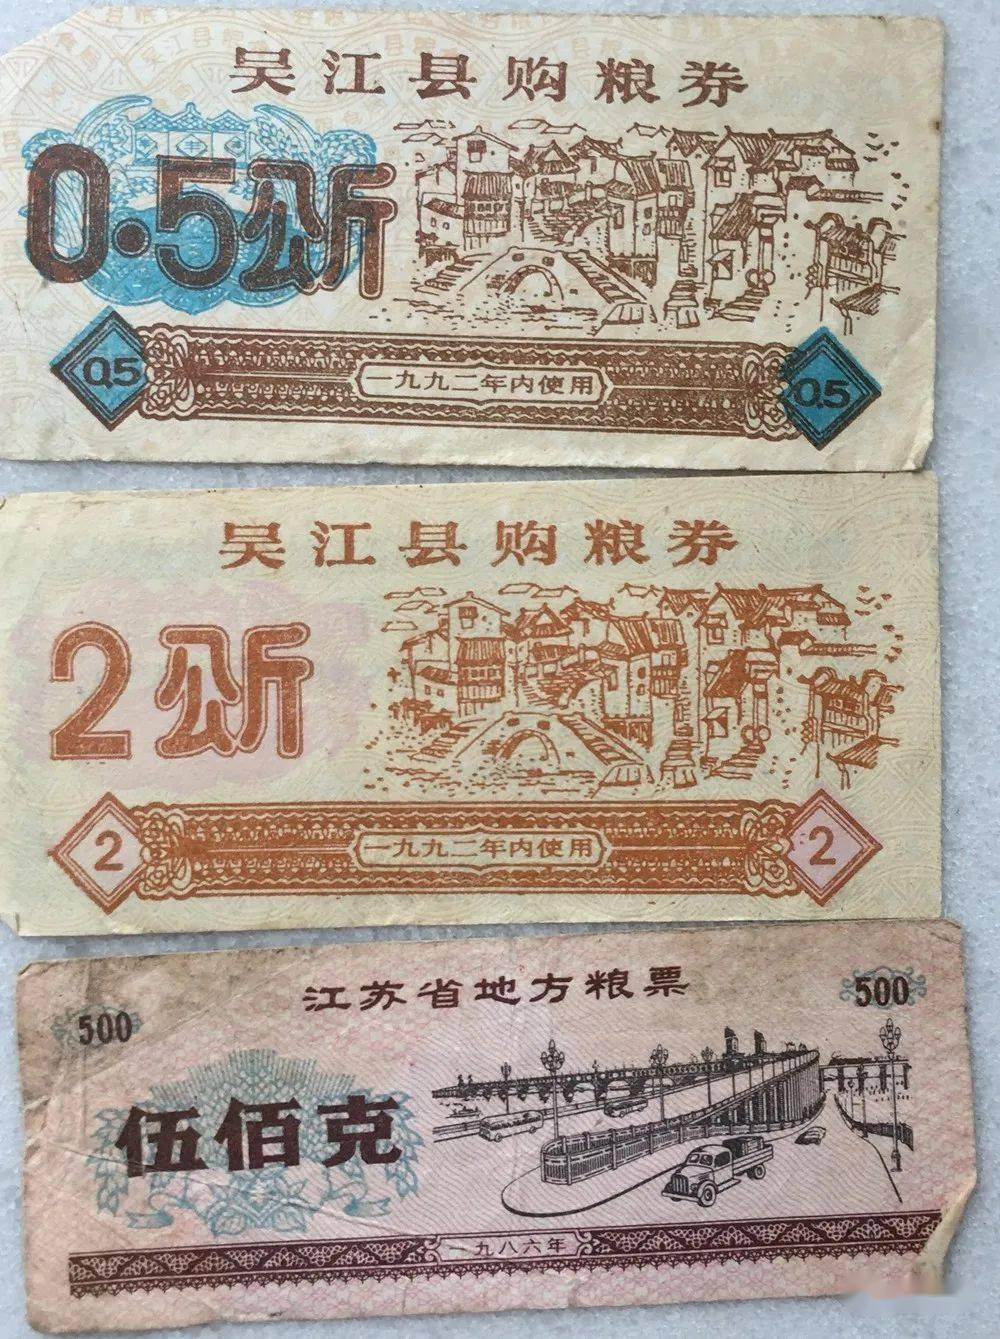 吴江县购粮券
0.5公斤
0.5
一九九二年内使用
0.5
吴江县购粮券
2公斤
2
一九九二年内使用
2
江苏省地方粮票
500
500
伍佰克
一九八六年